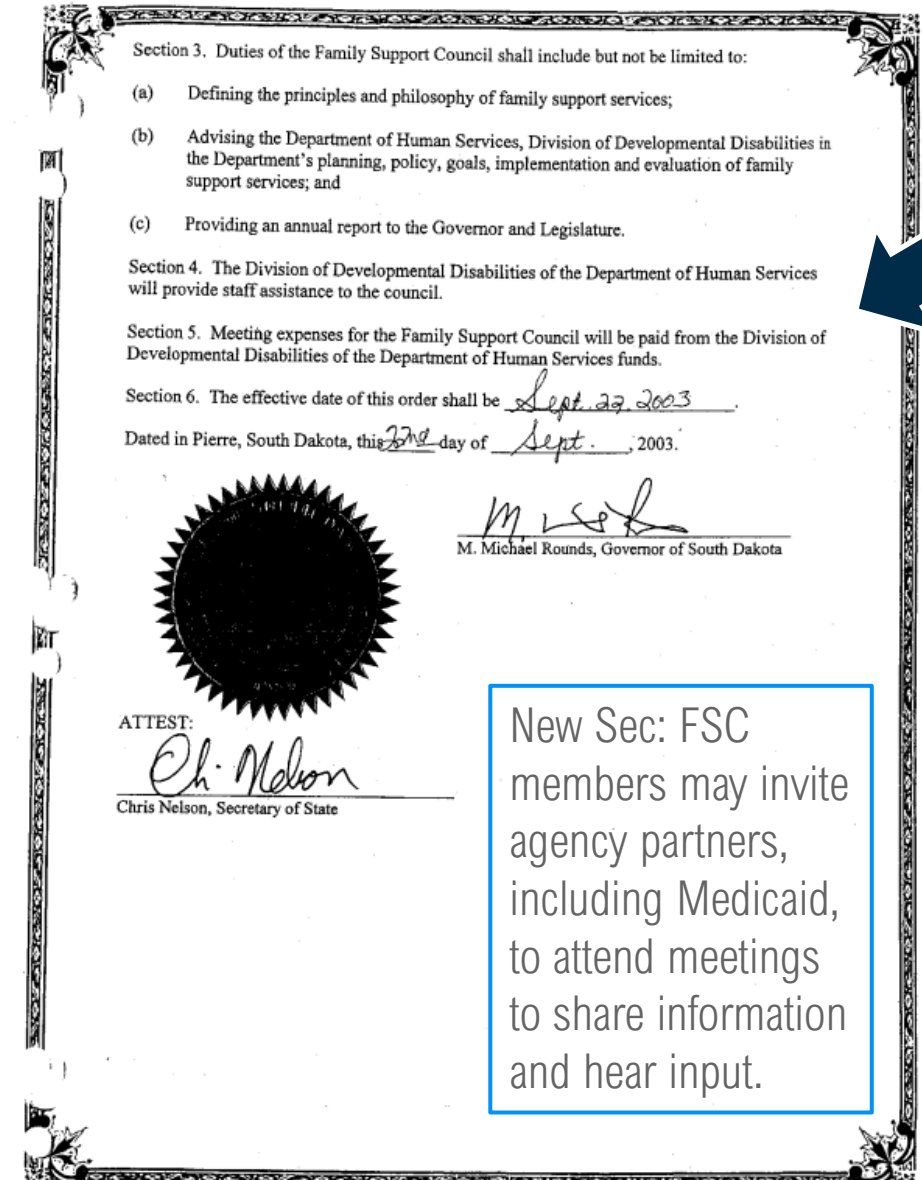 Section 3. Duties of the Family Support Council shall include but not be limited to:
(a) Defining the principles and philosophy of family support services;
(b) Advising the Department of Human Services, Division of Developmental Disabilities in
the Department's planning, policy, goals, implementation and evaluation of family
support services; and
(c) Providing an annual report to the Governor and Legislature.
Section 4. The Division of Developmental Disabilities of the Department of Human Services
will provide staff assistance to the council.
Section 5. Meeting expenses for the Family Support Council will be paid from the Division of
Developmental Disabilities of the Department of Human Services funds.
Section 6. The effective date of this order shall be Sept. 22, 2003.
Dated in Pierre, South Dakota, this 22nd day of Sept., 2003.
M. Michael Rounds, Governor of South Dakota
ATTEST:
Chris Nelson, Secretary of State
New Sec: FSC
members may invite
agency partners,
including Medicaid,
to attend meetings
to share information
and hear input.